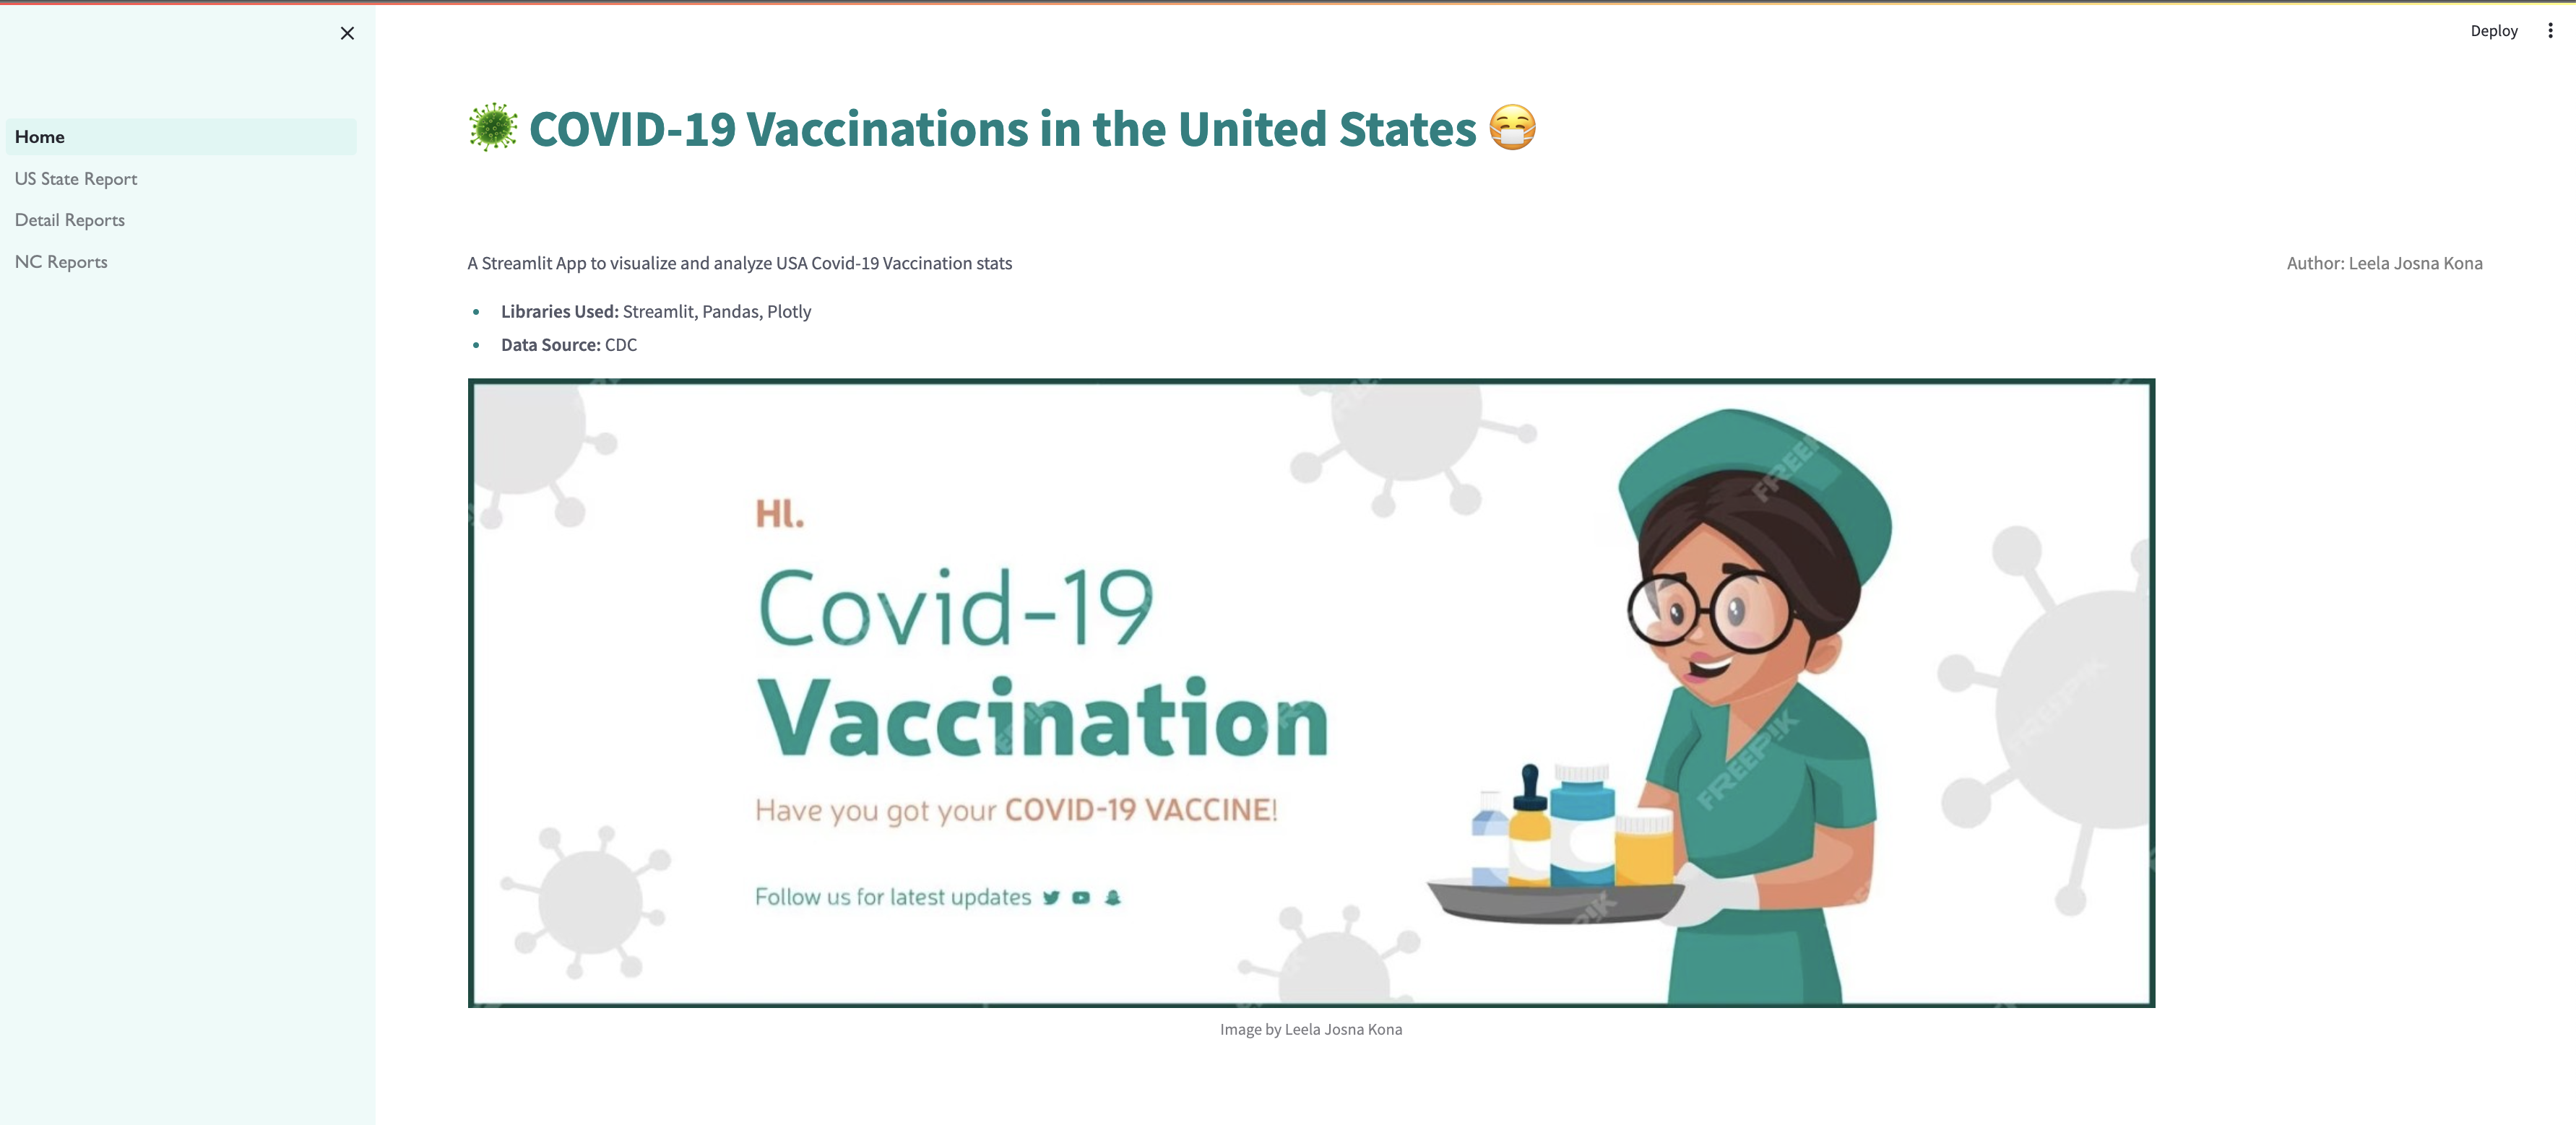 Deploy
Home
US State Report
Detail Reports
NC Reports
COVID-19 Vaccinations in the United States
A Streamlit App to visualize and analyze USA Covid-19 Vaccination stats
Author: Leela Josna Kona
Libraries Used: Streamlit, Pandas, Plotly
Data Source: CDC
HI.
Covid-19
Vaccination
Have you got your COVID-19 VACCINE!
Follow us for latest updates
FREEPIK
Image by Leela Josna Kona